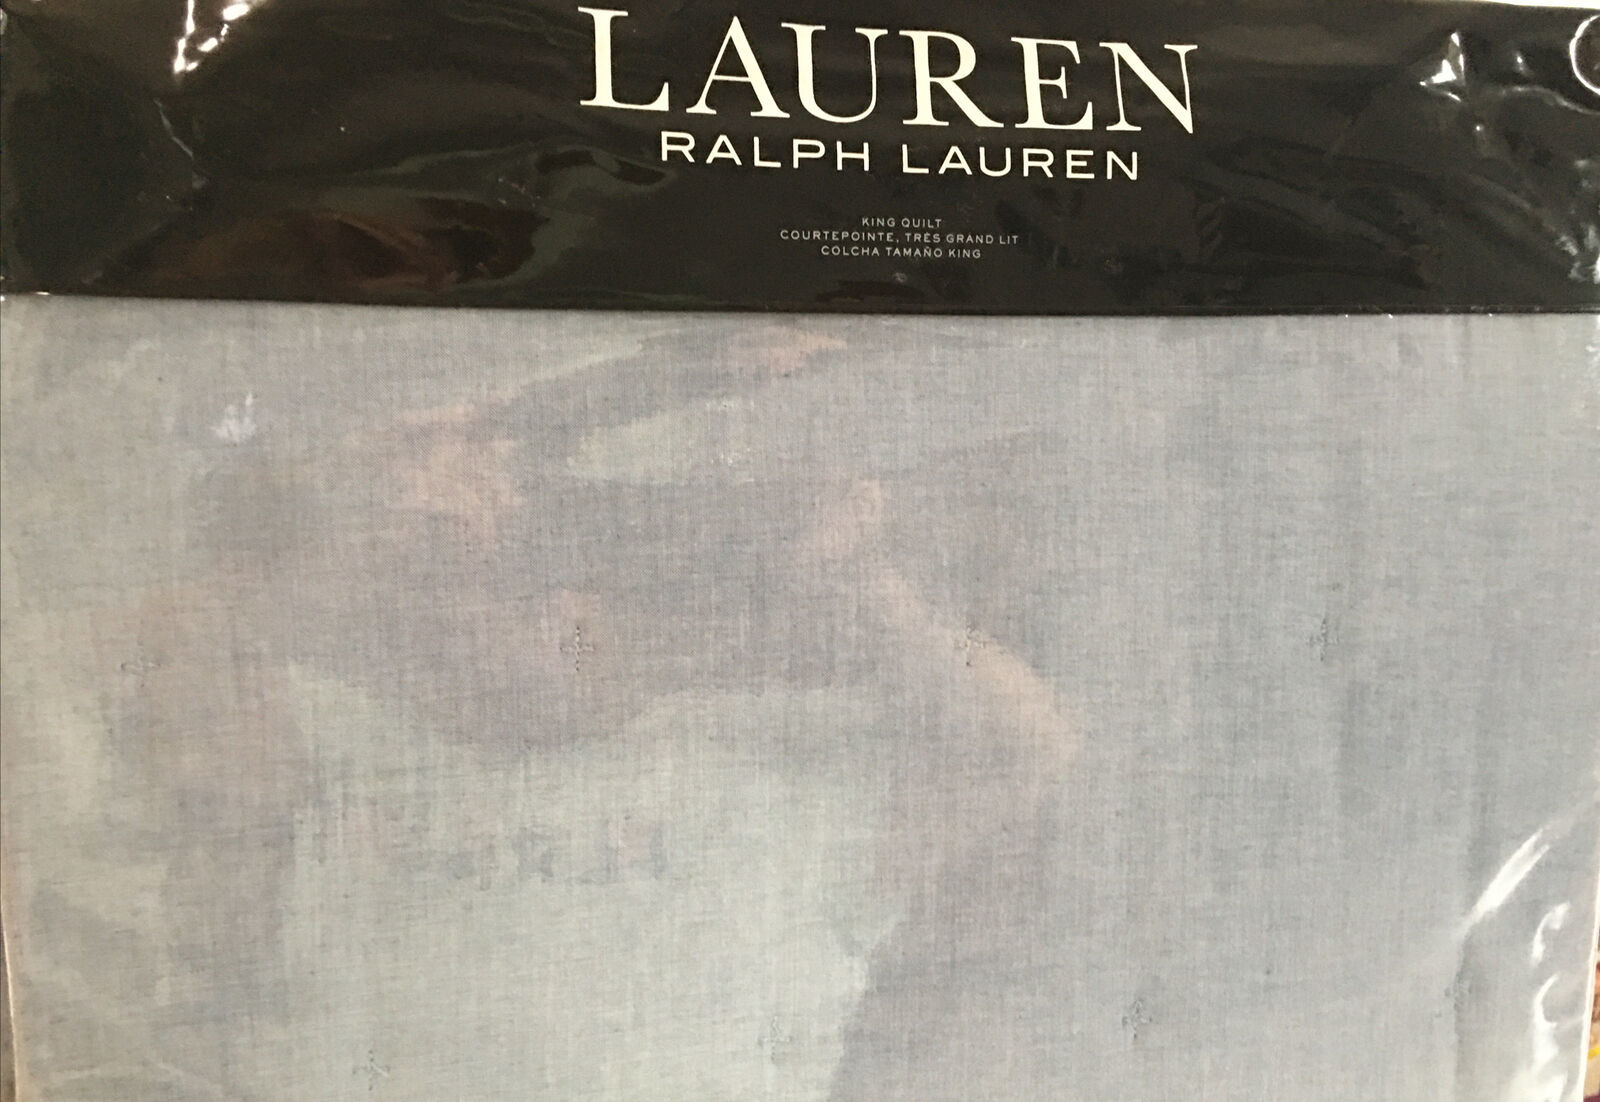 LAUREN
RALPH LAUREN
KING QUILT
COURTEPOINTE, TRÈS GRAND LIT
COLCHA TAMAÑO KING